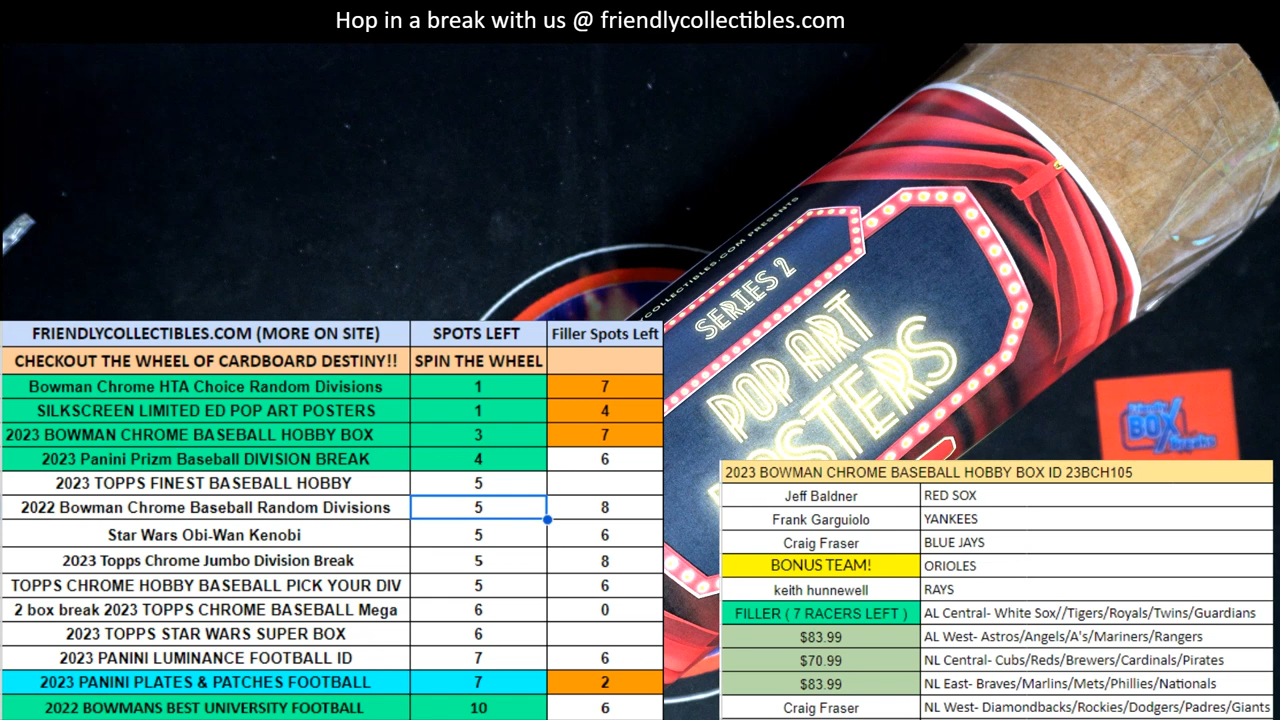 Hop in a break with us @ friendlycollectibles.com
COLLECTIBLES.COM PRESENTS
SERIES 2
POP ART
POSTERS
FRIENDLYCOLLECTIBLES.COM (MORE ON SITE) SPOTS LEFT Filler Spots Left
CHECKOUT THE WHEEL OF CARDBOARD DESTINY!! SPIN THE WHEEL
Bowman Chrome HTA Choice Random Divisions 1 7
SILKSCREEN LIMITED ED POP ART POSTERS 1 4
2023 BOWMAN CHROME BASEBALL HOBBY BOX 3 7
2023 Panini Prizm Baseball DIVISION BREAK 4 6
2023 TOPPS FINEST BASEBALL HOBBY 5
2022 Bowman Chrome Baseball Random Divisions 5 8
Star Wars Obi-Wan Kenobi 5 6
2023 Topps Chrome Jumbo Division Break 5 8
TOPPS CHROME HOBBY BASEBALL PICK YOUR DIV 5 6
2 box break 2023 TOPPS CHROME BASEBALL Mega 6 0
2023 TOPPS STAR WARS SUPER BOX 6
2023 PANINI LUMINANCE FOOTBALL ID 7 6
2023 PANINI PLATES & PATCHES FOOTBALL 7 2
2022 BOWMANS BEST UNIVERSITY FOOTBALL 10 6
BOX
2023 BOWMAN CHROME BASEBALL HOBBY BOX ID 23BCH105
Jeff Baldner RED SOX
Frank Garguiolo YANKEES
Craig Fraser BLUE JAYS
BONUS TEAM! ORIOLES
keith hunnewell RAYS
FILLER ( 7 RACERS LEFT ) AL Central- White Sox//Tigers/Royals/Twins/Guardians
$83.99 AL West- Astros/Angels/A's/Mariners/Rangers
$70.99 NL Central- Cubs/Reds/Brewers/Cardinals/Pirates
$83.99 NL East- Braves/Marlins/Mets/Phillies/Nationals
Craig Fraser NL West- Diamondbacks/Rockies/Dodgers/Padres/Giants